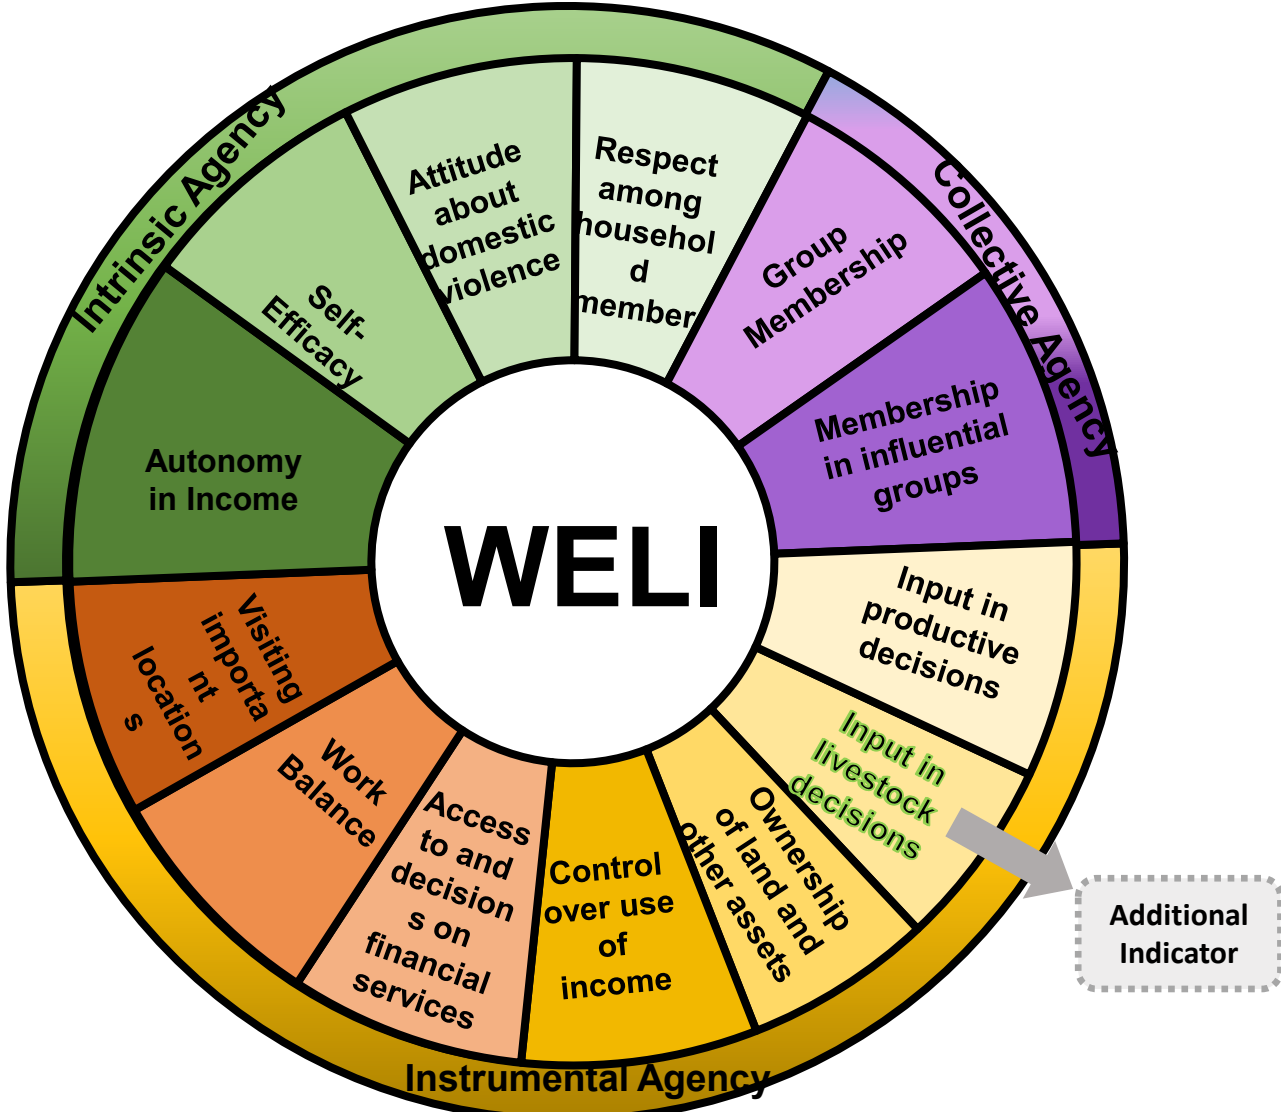 Intrinsic Agency
Autonomy
in Income
Self-
Efficacy
Attitude
about
domestic
violence
Respect
among
househol
d
member
Collective Agency
Group
Membership
Membership
in influential
groups
WELI
Input in
productive
decisions
Input in
livestock
decisions
Additional
Indicator
Ownership
of land and
other assets
Control
over use
of
income
Access
to and
decision
s on
financial
services
Work
Balance
Visiting
importa
nt
location
s
Instrumental Agency